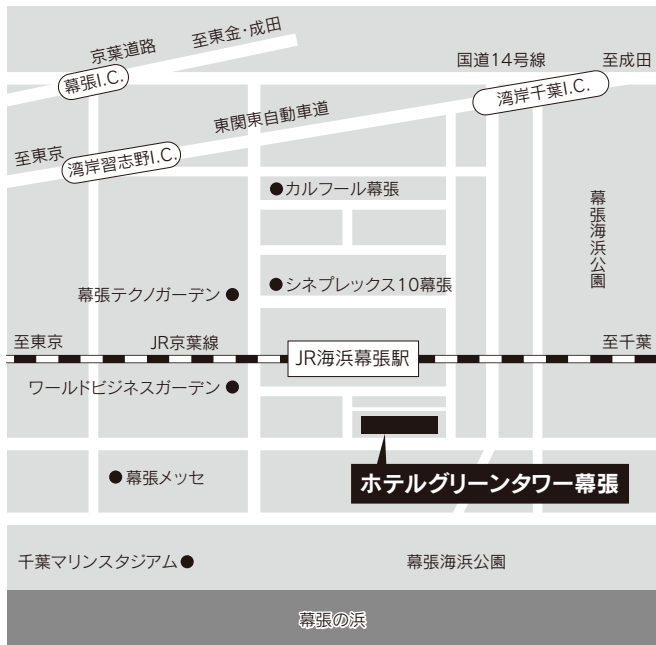 京葉道路
至東金・成田
幕張I.C.
国道14号線
至成田
湾岸千葉I.C.
東関東自動車道
至東京
湾岸習志野I.C.
カルフール幕張
幕張海浜公園
シネプレックス10幕張
幕張テクノガーデン
至東京
JR京葉線
JR海浜幕張駅
至千葉
ワールドビジネスガーデン
幕張メッセ
ホテルグリーンタワー幕張
千葉マリンスタジアム
幕張海浜公園
幕張の浜